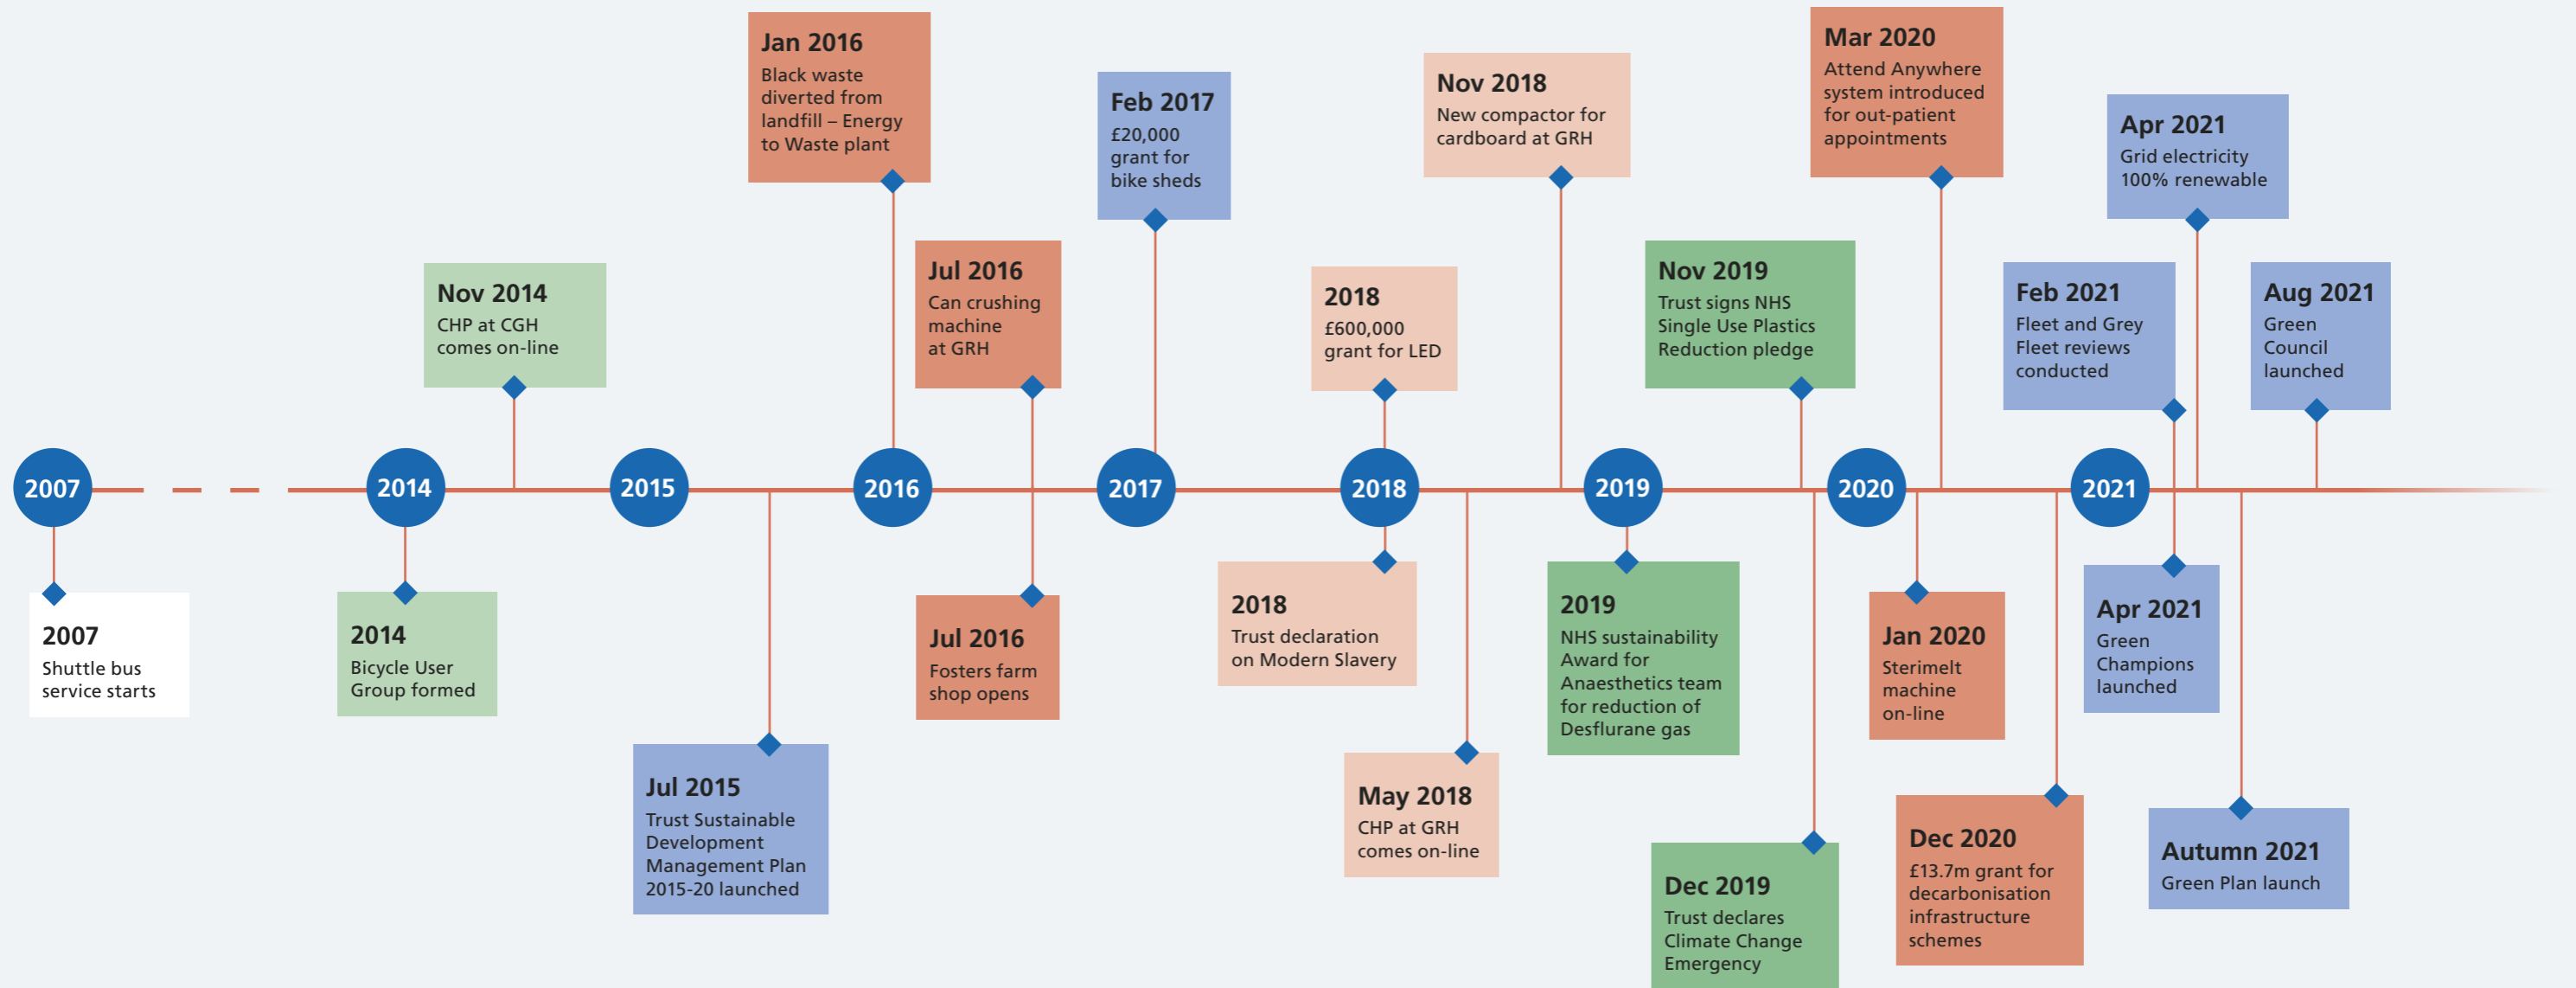 Jan 2016
Black waste
diverted from
landfill – Energy
to Waste plant
Feb 2017
£20,000
grant for
bike sheds
Nov 2018
New compactor for
cardboard at GRH
Mar 2020
Attend Anywhere
system introduced
for out-patient
appointments
Apr 2021
Grid electricity
100% renewable
Nov 2014
CHP at CGH
comes on-line
Jul 2016
Can crushing
machine
at GRH
2018
£600,000
grant for LED
Nov 2019
Trust signs NHS
Single Use Plastics
Reduction pledge
Feb 2021
Fleet and Grey
Fleet reviews
conducted
Aug 2021
Green
Council
launched
2007
2014
2015
2016
2017
2018
2019
2020
2021
2007
Shuttle bus
service starts
2014
Bicycle User
Group formed
Jul 2015
Trust Sustainable
Development
Management Plan
2015-20 launched
Jul 2016
Fosters farm
shop opens
2018
Trust declaration
on Modern Slavery
May 2018
CHP at GRH
comes on-line
2019
NHS sustainability
Award for
Anaesthetics team
for reduction of
Desflurane gas
Dec 2019
Trust declares
Climate Change
Emergency
Jan 2020
Sterimelt
machine
on-line
Dec 2020
£13.7m grant for
decarbonisation
infrastructure
schemes
Apr 2021
Green
Champions
launched
Autumn 2021
Green Plan launch